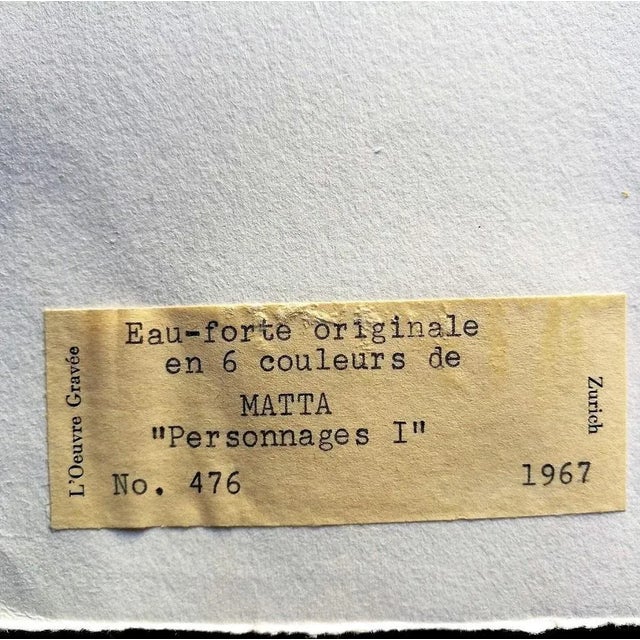 L'Oeuvre Gravée
Eau-forte originale
en 6 couleurs de
MATTA
"Personnages I"
No. 476
1967
Zurich